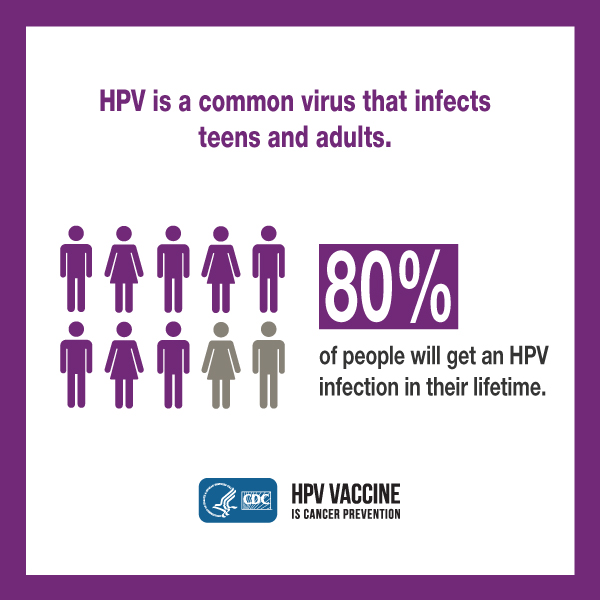 HPV is a common virus that infects
teens and adults.
80%
of people will get an HPV
infection in their lifetime.
CDC
HPV VACCINE
IS CANCER PREVENTION